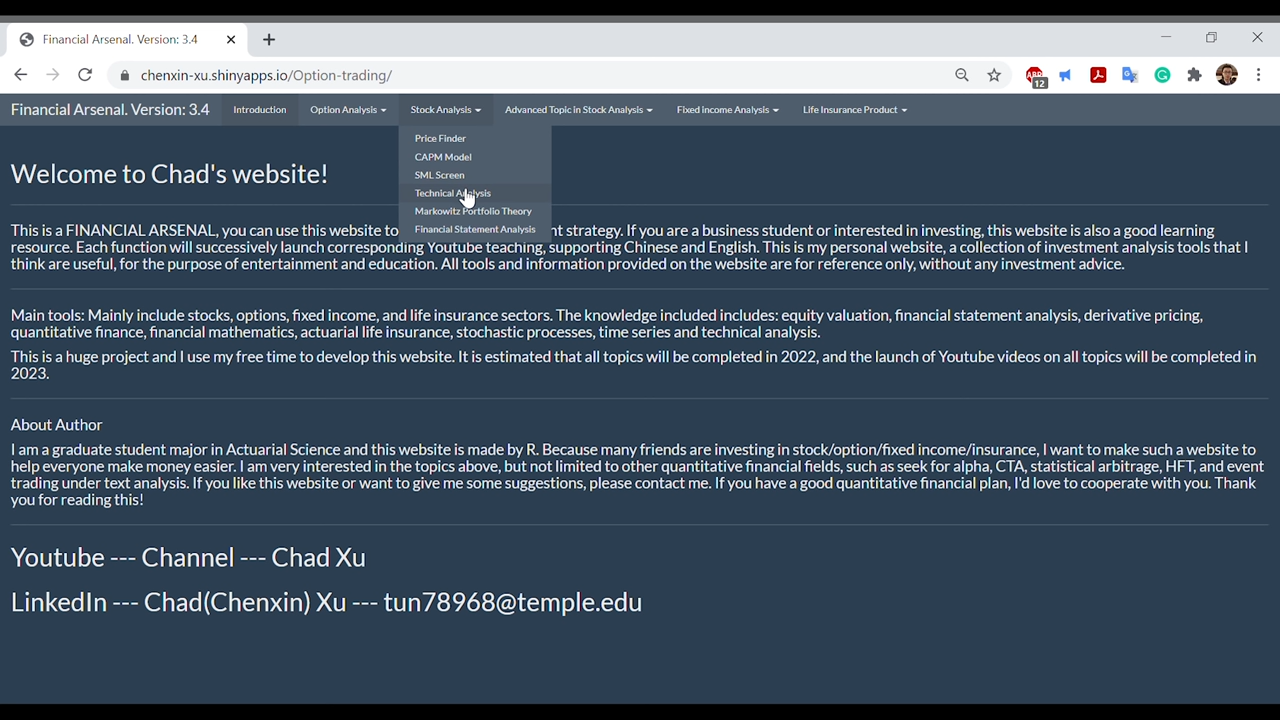 Financial Arsenal. Version: 3.4
chenxin-xu.shinyapps.io/Option-trading/
ABP
12
G
Financial Arsenal. Version: 3.4
Introduction
Option Analysis
Stock Analysis
Advanced Topic in Stock Analysis
Fixed income Analysis
Life Insurance Product
Price Finder
CAPM Model
SML Screen
Technical Analysis
Markowitz Portfolio Theory
Financial Statement Analysis
Welcome to Chad's website!
This is a FINANCIAL ARSENAL, you can use this website to nt strategy. If you are a business student or interested in investing, this website is also a good learning
resource. Each function will successively launch corresponding Youtube teaching, supporting Chinese and English. This is my personal website, a collection of investment analysis tools that I
think are useful, for the purpose of entertainment and education. All tools and information provided on the website are for reference only, without any investment advice.
Main tools: Mainly include stocks, options, fixed income, and life insurance sectors. The knowledge included includes: equity valuation, financial statement analysis, derivative pricing,
quantitative finance, financial mathematics, actuarial life insurance, stochastic processes, time series and technical analysis.
This is a huge project and I use my free time to develop this website. It is estimated that all topics will be completed in 2022, and the launch of Youtube videos on all topics will be completed in
2023.
About Author
I am a graduate student major in Actuarial Science and this website is made by R. Because many friends are investing in stock/option/fixed income/insurance, I want to make such a website to
help everyone make money easier. I am very interested in the topics above, but not limited to other quantitative financial fields, such as seek for alpha, CTA, statistical arbitrage, HFT, and event
trading under text analysis. If you like this website or want to give me some suggestions, please contact me. If you have a good quantitative financial plan, I'd love to cooperate with you. Thank
you for reading this!
Youtube --- Channel --- Chad Xu
LinkedIn --- Chad(Chenxin) Xu --- tun78968@temple.edu